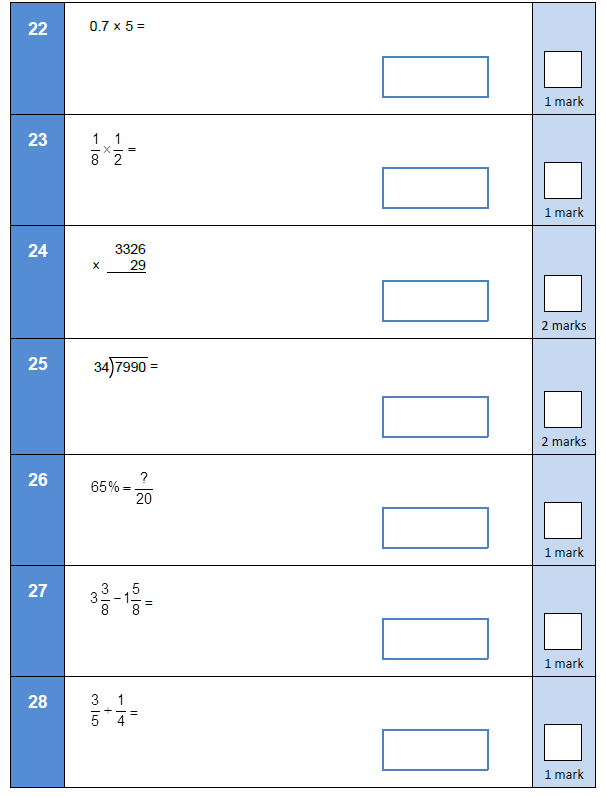 22 0.7 × 5 =
1 mark
23 1/8 × 1/2 =
1 mark
24 3326
× 29
2 marks
25 34)7990 =
2 marks
26 65% = ?/20
1 mark
27 3 3/8 − 1 5/8 =
1 mark
28 3/5 + 1/4 =
1 mark